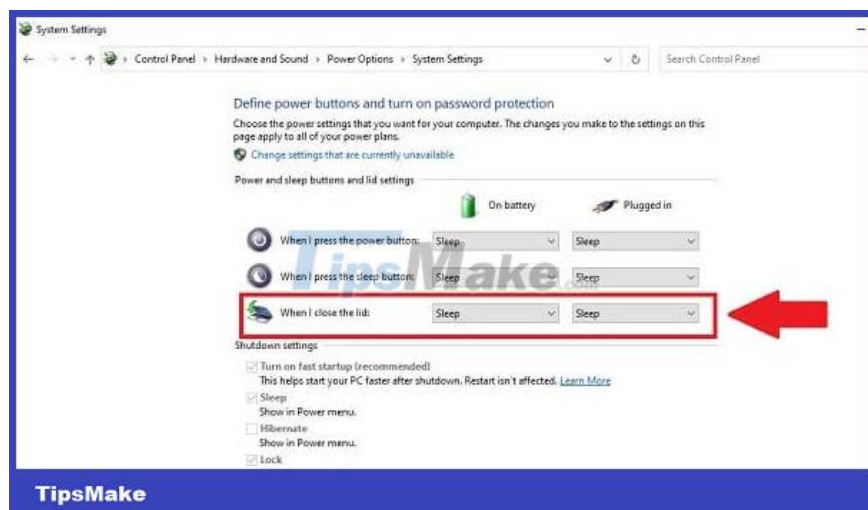 System Settings
Control Panel › Hardware and Sound › Power Options › System Settings
Search Control Panel
Define power buttons and turn on password protection
Choose the power settings that you want for your computer. The changes you make to the settings on this
page apply to all of your power plans.
Change settings that are currently unavailable
Power and sleep buttons and lid settings
On battery Plugged in
When I press the power button: Sleep Sleep
When I press the sleep button: Sleep Sleep
TipsMake.com
When I close the lid: Sleep Sleep
Shutdown settings
Turn on fast startup (recommended)
This helps start your PC faster after shutdown. Restart isn't affected. Learn More
Sleep
Show in Power menu.
Hibernate
Show in Power menu.
Lock
TipsMake